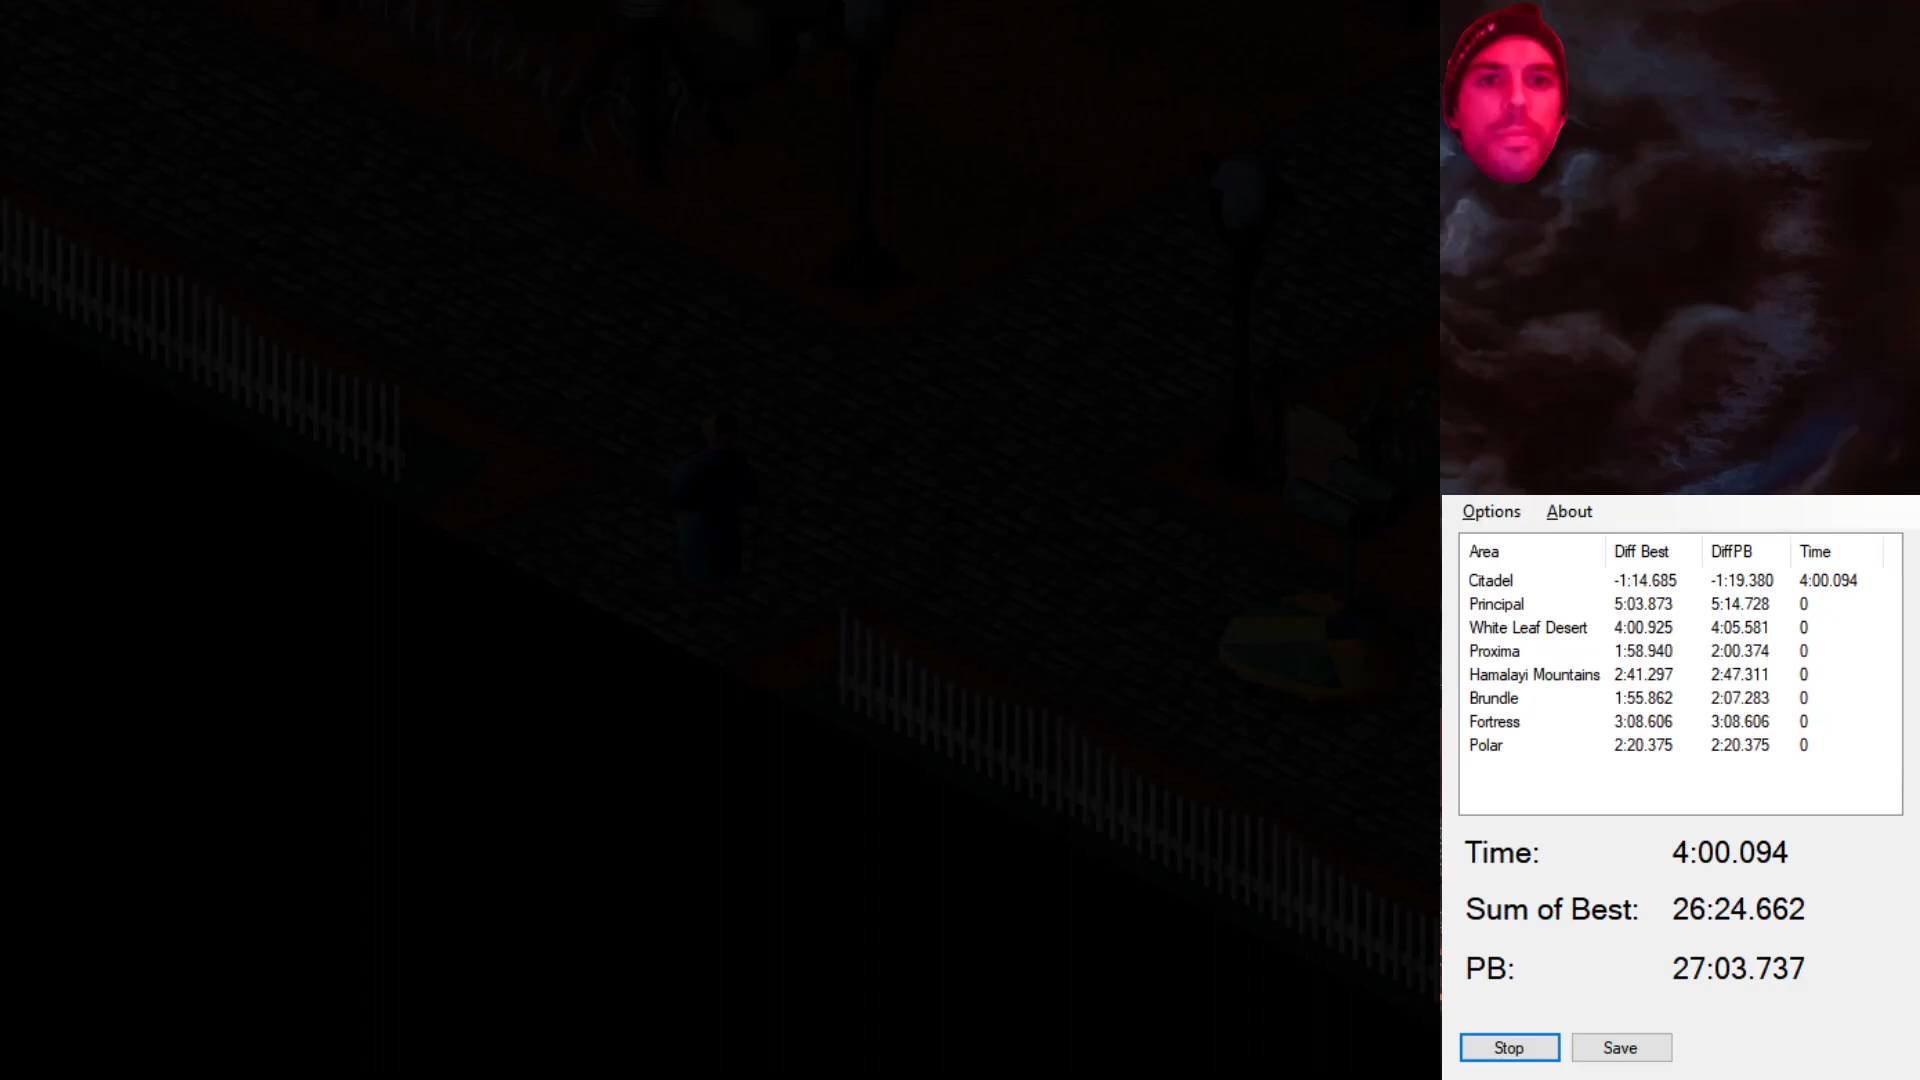 Options About
Area Diff Best DiffPB Time
Citadel -1:14.685 -1:19.380 4:00.094
Principal 5:03.873 5:14.728 0
White Leaf Desert 4:00.925 4:05.581 0
Proxima 1:58.940 2:00.374 0
Hamalayi Mountains 2:41.297 2:47.311 0
Brundle 1:55.862 2:07.283 0
Fortress 3:08.606 3:08.606 0
Polar 2:20.375 2:20.375 0
Time: 4:00.094
Sum of Best: 26:24.662
PB: 27:03.737
Stop Save